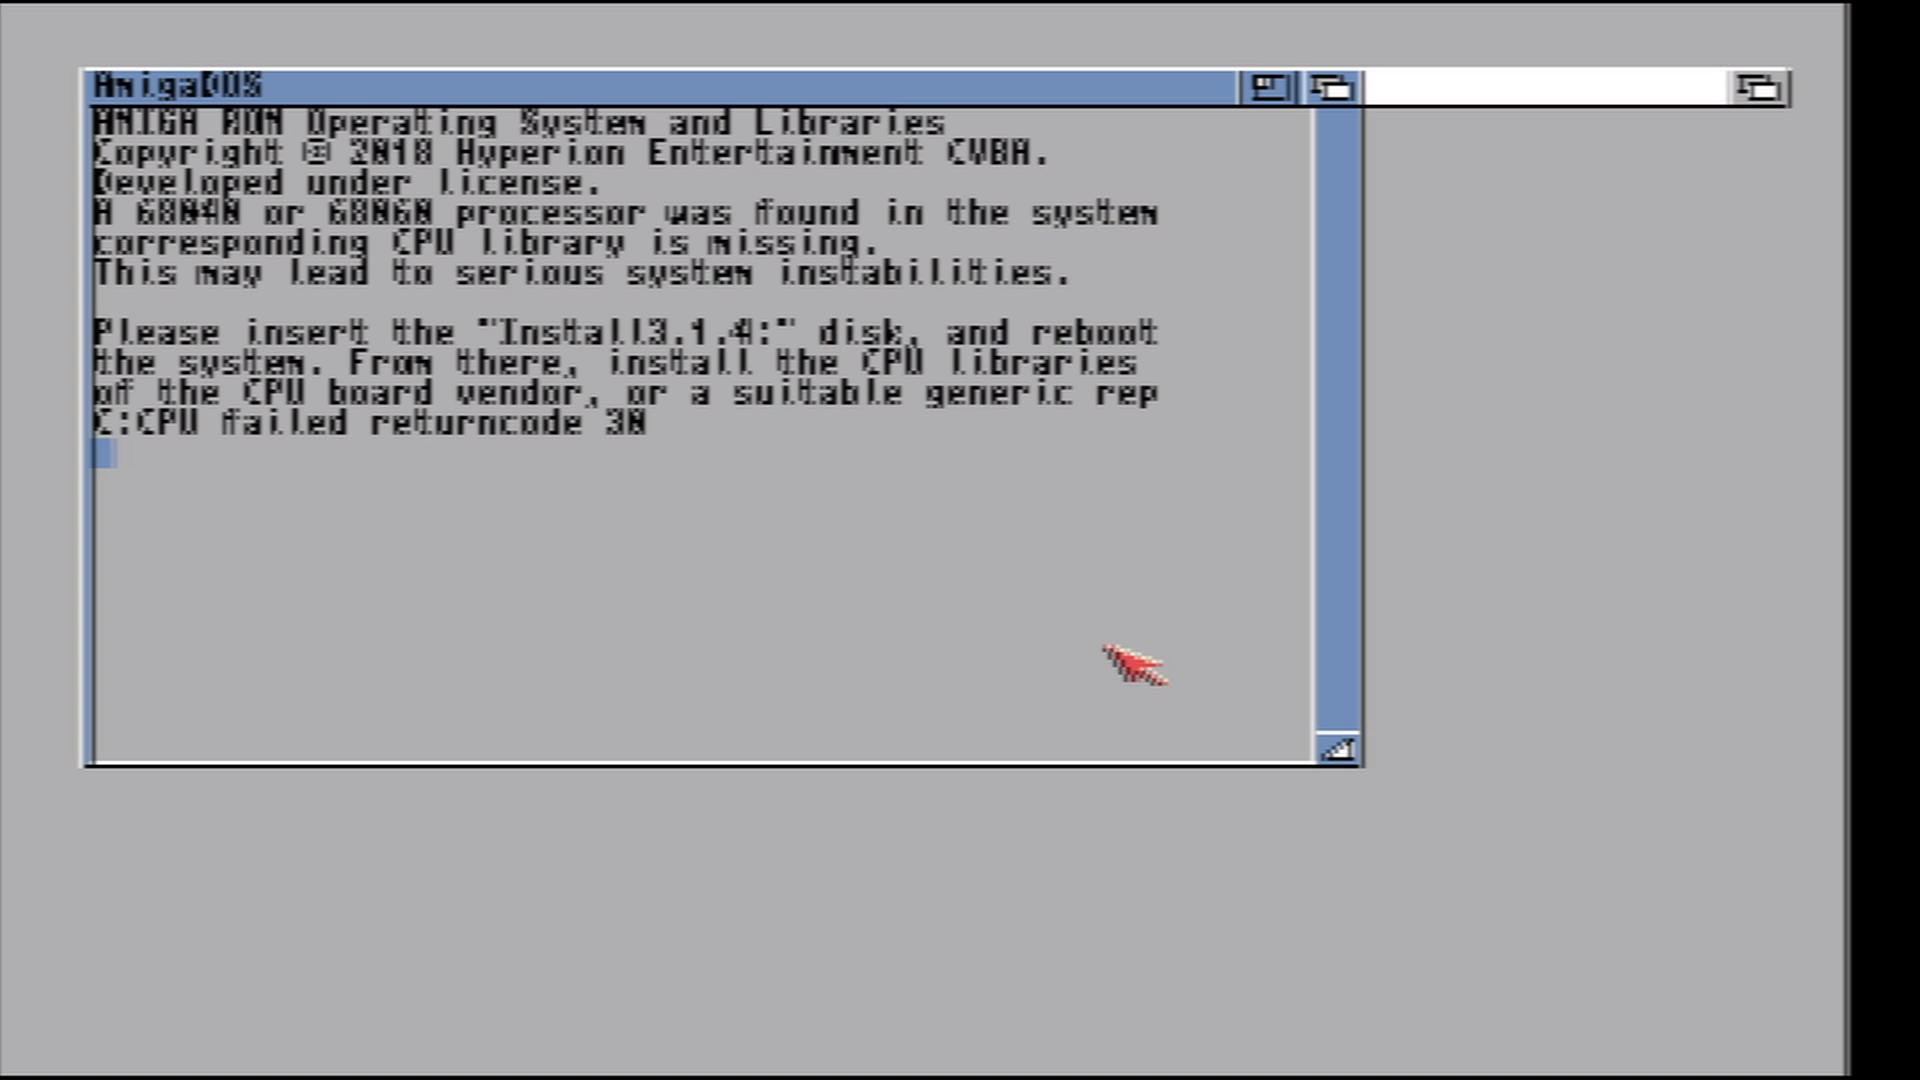 AmigaDOS
AMIGA ROM Operating System and Libraries
Copyright © 2018 Hyperion Entertainment CVBA.
Developed under license.
A 68040 or 68060 processor was found in the system
corresponding CPU library is missing.
This may lead to serious system instabilities.
Please insert the "Install3.1.4:" disk, and reboot
the system. From there, install the CPU libraries
of the CPU board vendor, or a suitable generic rep
C:CPU failed returncode 30